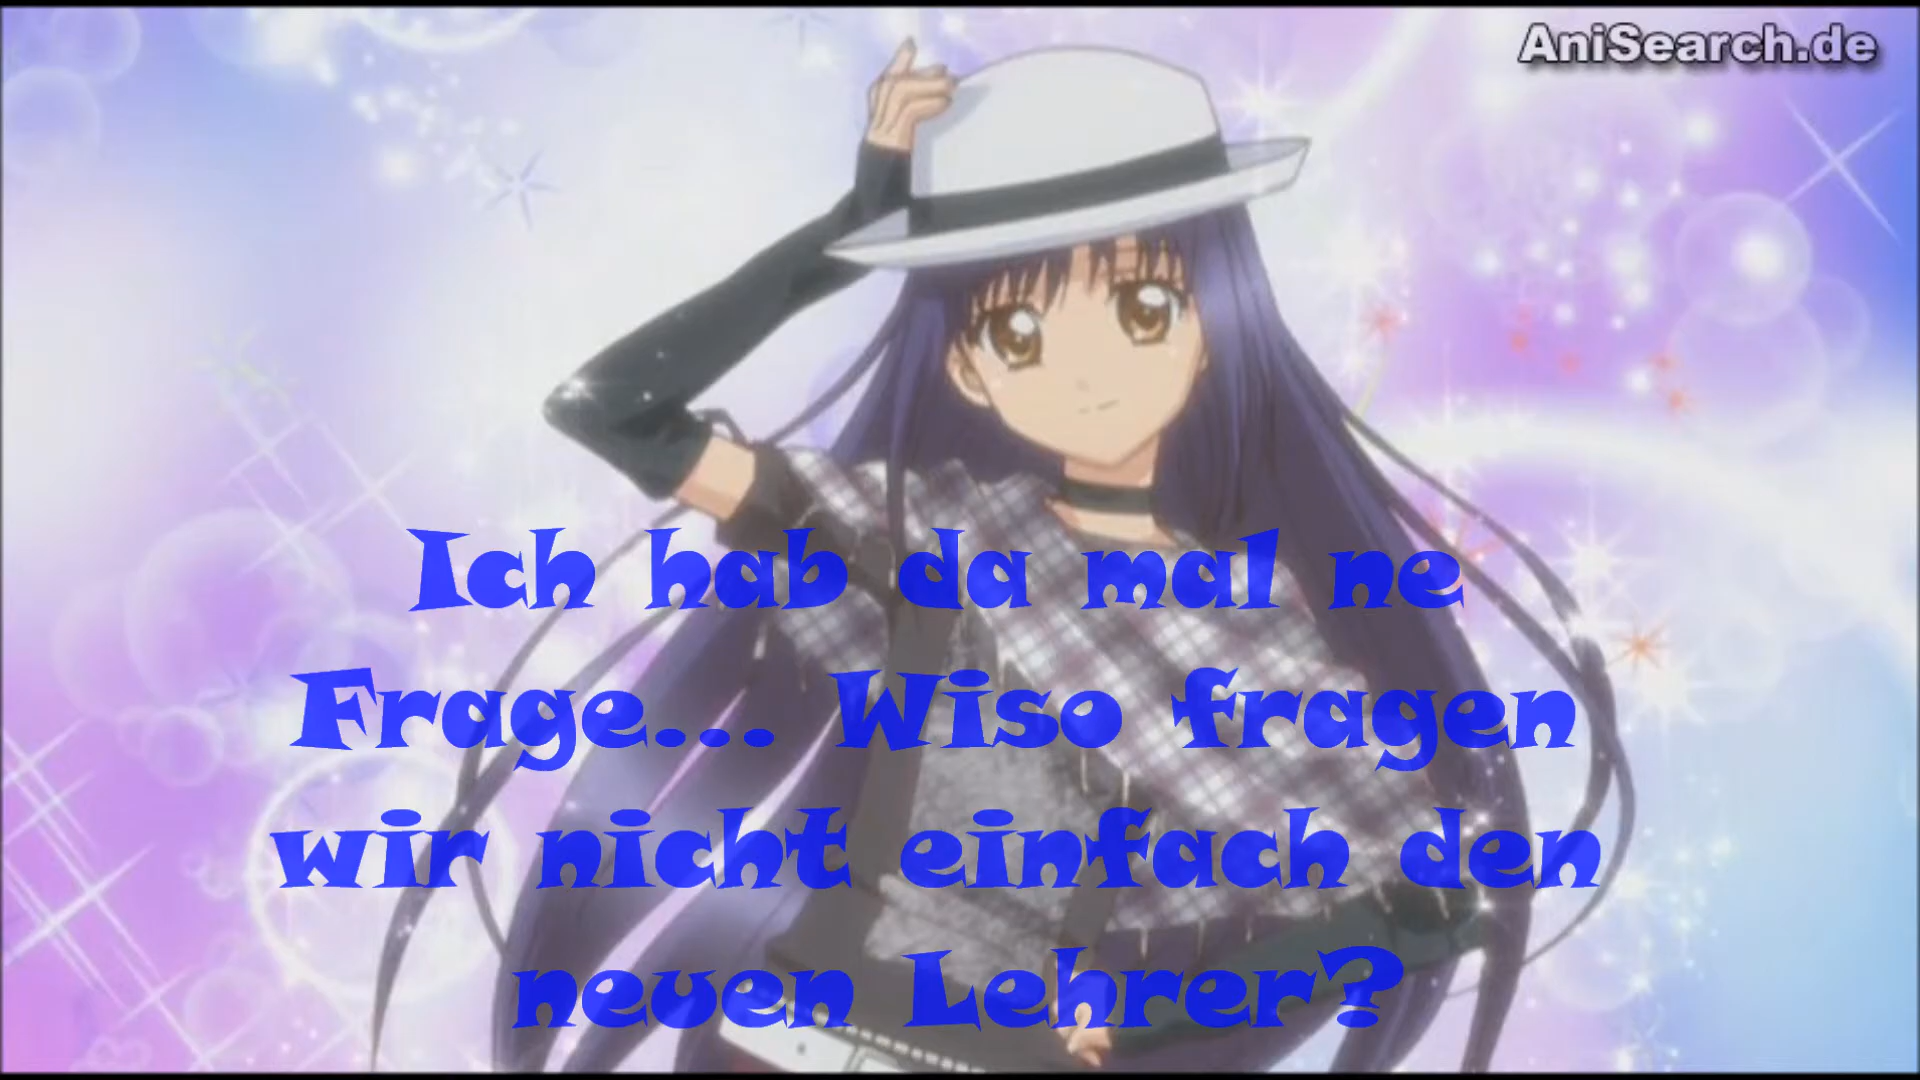 AniSearch.de
Ich hab da mal ne
Frage... Wiso fragen
wir nicht einfach den
neuen Lehrer?